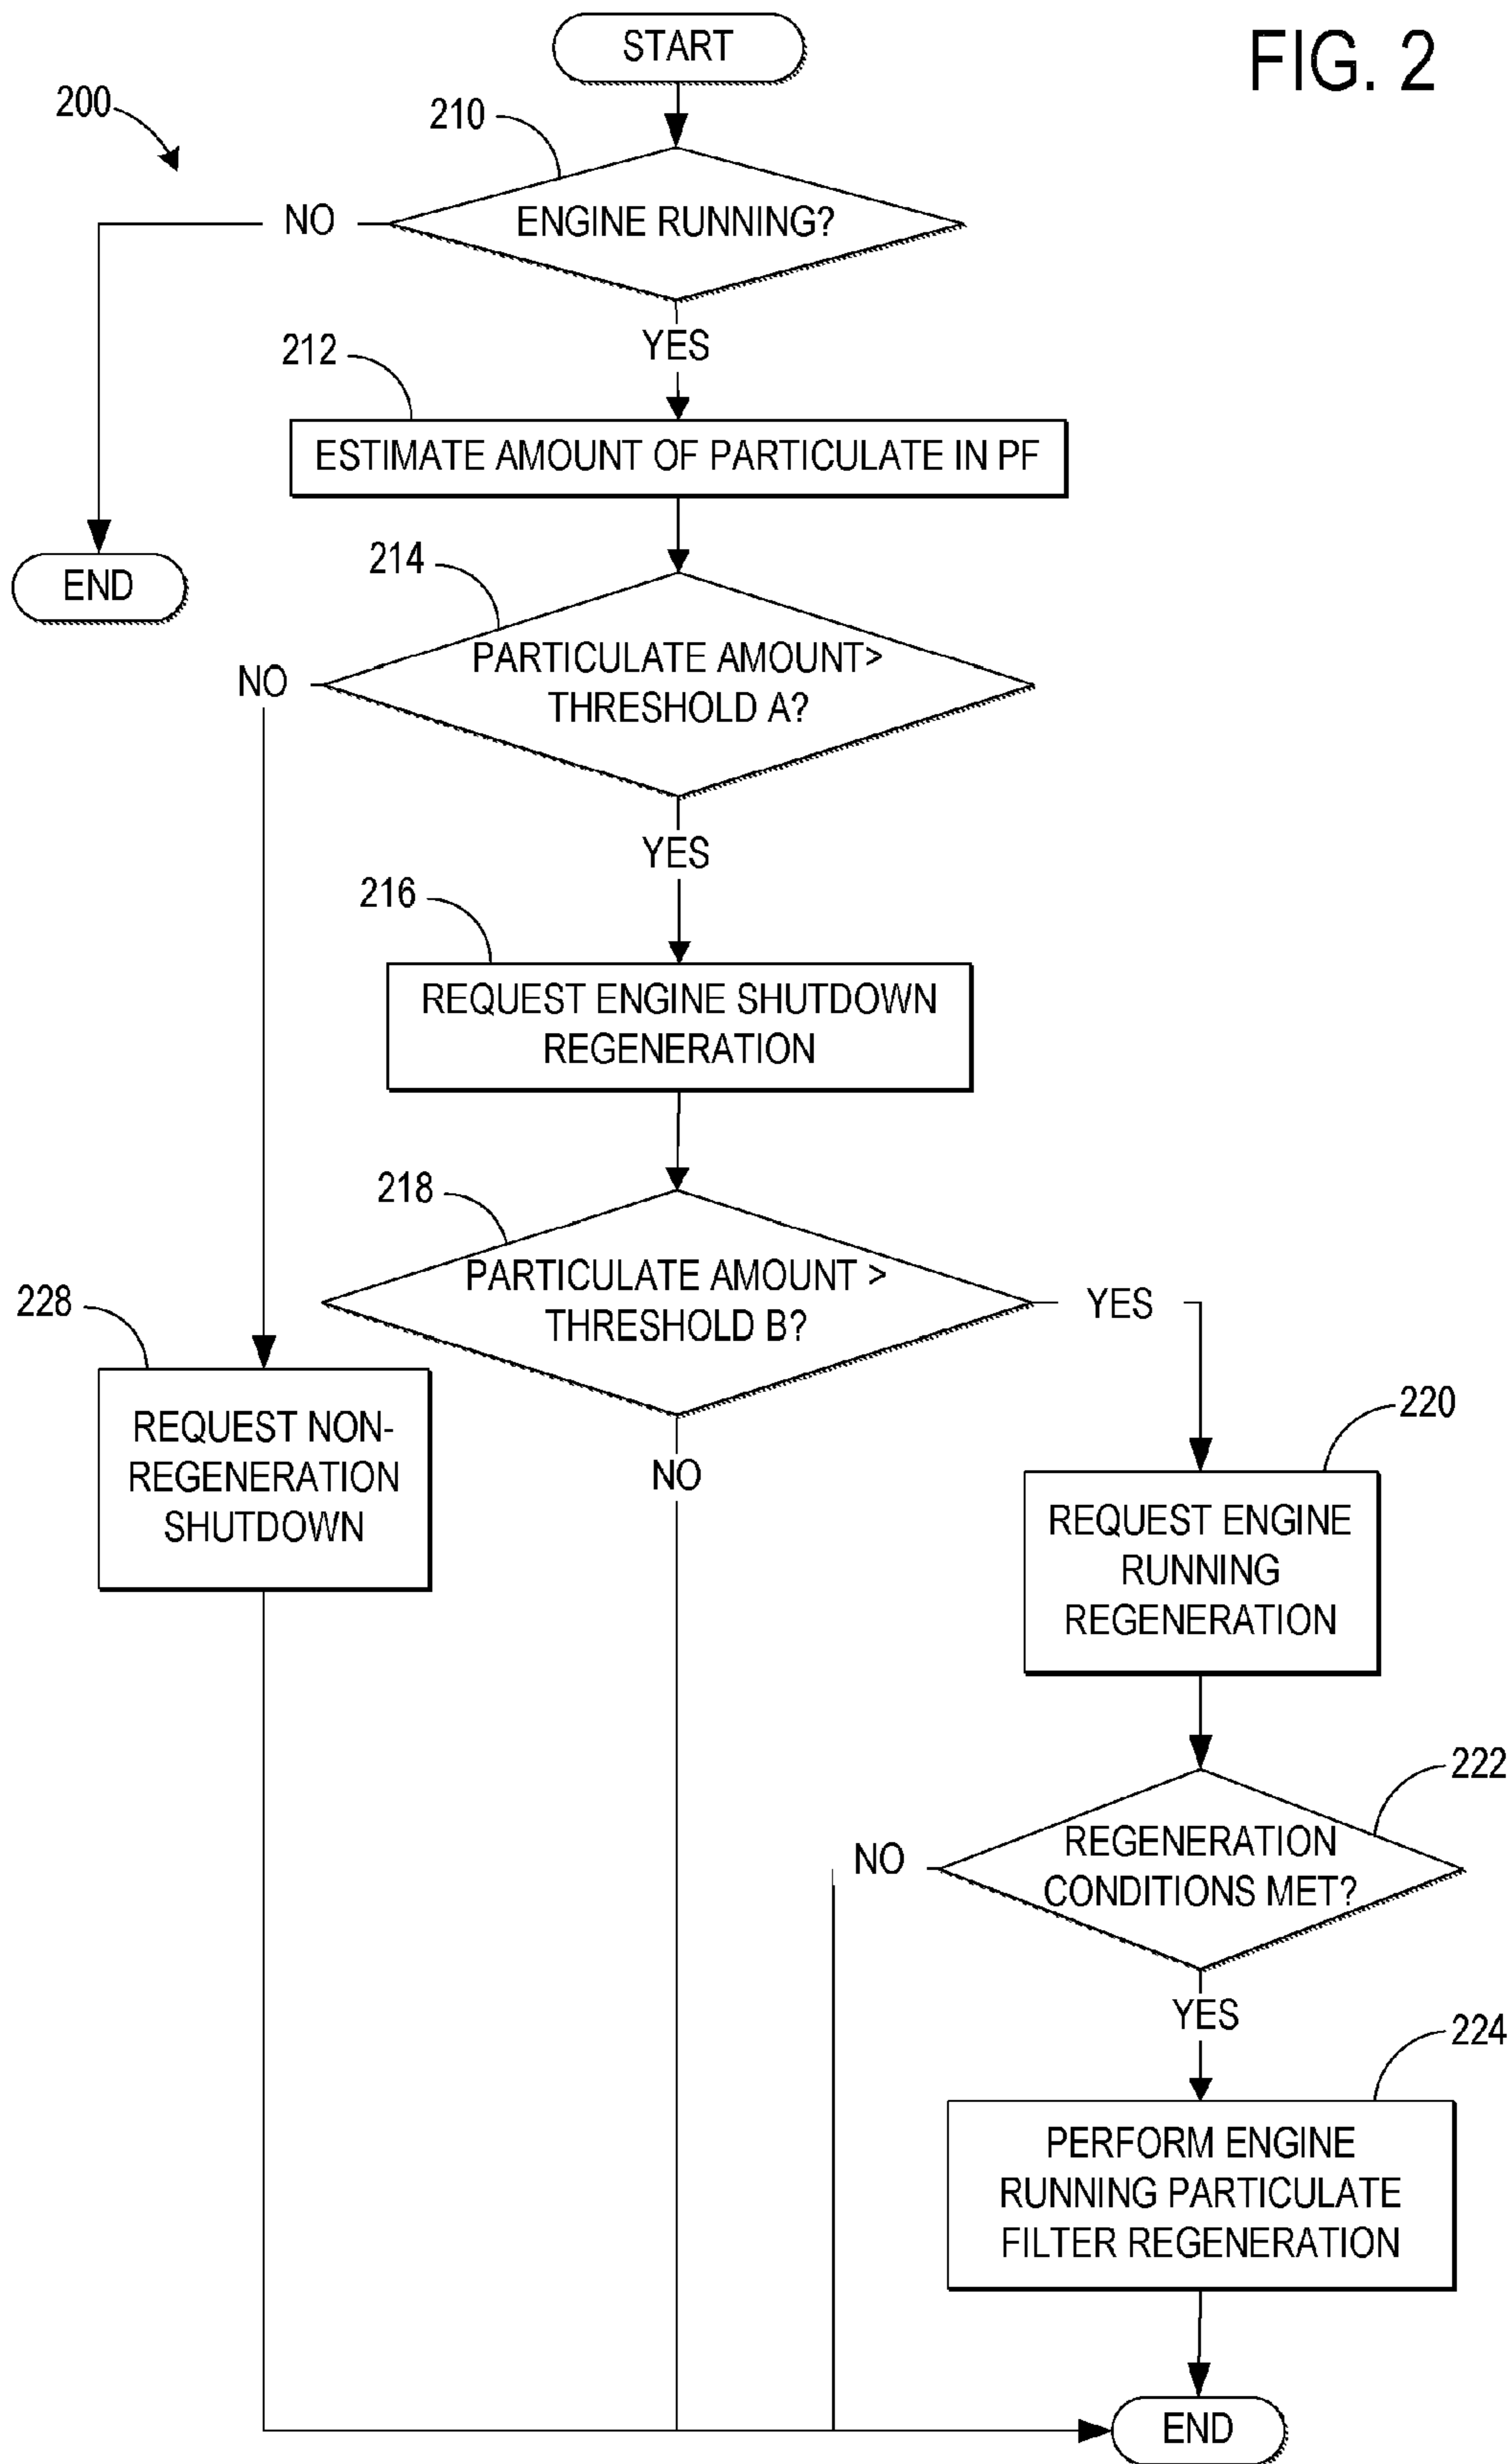 START
FIG. 2
200
210
ENGINE RUNNING?
NO
YES
212
ESTIMATE AMOUNT OF PARTICULATE IN PF
END
214
PARTICULATE AMOUNT>
THRESHOLD A?
NO
YES
216
REQUEST ENGINE SHUTDOWN
REGENERATION
218
PARTICULATE AMOUNT >
THRESHOLD B?
YES
NO
228
REQUEST NON-
REGENERATION
SHUTDOWN
220
REQUEST ENGINE
RUNNING
REGENERATION
222
REGENERATION
CONDITIONS MET?
NO
YES
224
PERFORM ENGINE
RUNNING PARTICULATE
FILTER REGENERATION
END